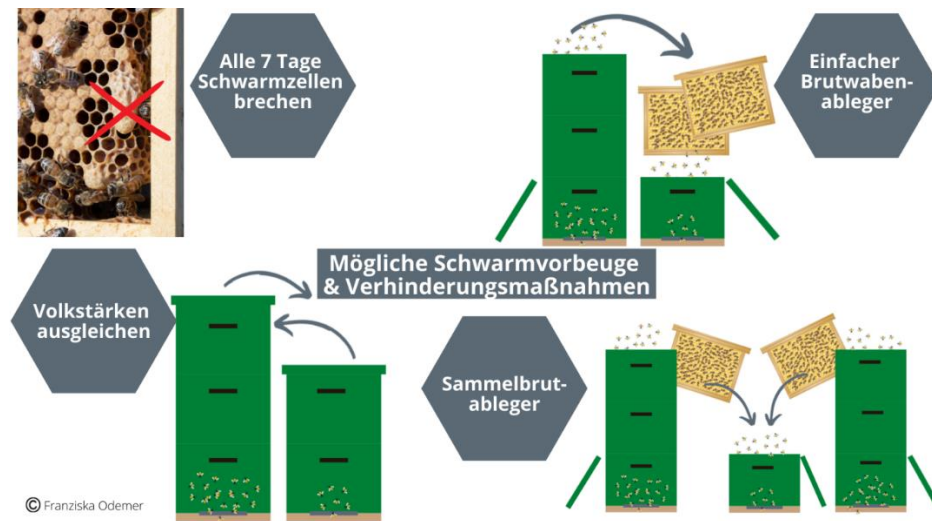 Alle 7 Tage
Schwarmzellen
brechen
Einfacher
Brutwaben-
ableger
Mögliche Schwarmvorbeuge
& Verhinderungsmaßnahmen
Volkstärken
ausgleichen
Sammelbrut-
ableger
© Franziska Odemer